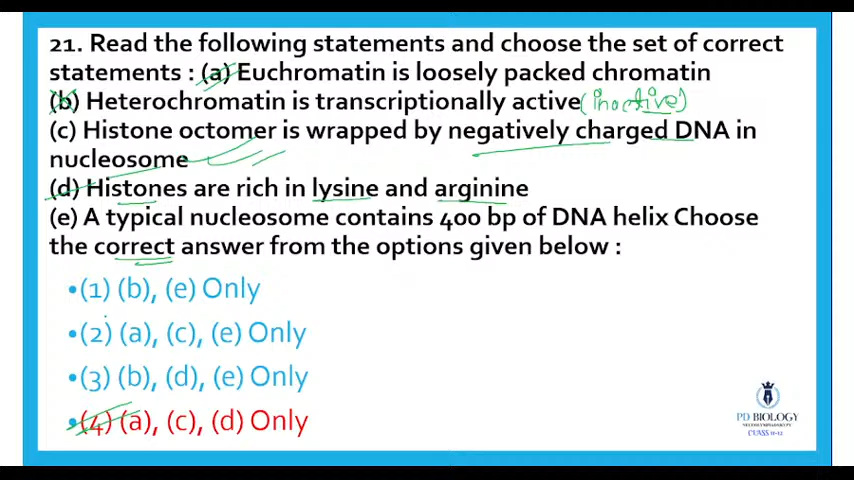 21. Read the following statements and choose the set of correct
statements : (a) Euchromatin is loosely packed chromatin
(b) Heterochromatin is transcriptionally active (inactive)
(c) Histone octomer is wrapped by negatively charged DNA in
nucleosome
(d) Histones are rich in lysine and arginine
(e) A typical nucleosome contains 400 bp of DNA helix Choose
the correct answer from the options given below :
•(1) (b), (e) Only
•(2) (a), (c), (e) Only
•(3) (b), (d), (e) Only
•(4) (a), (c), (d) Only
PD BIOLOGY
CLASS 11-12